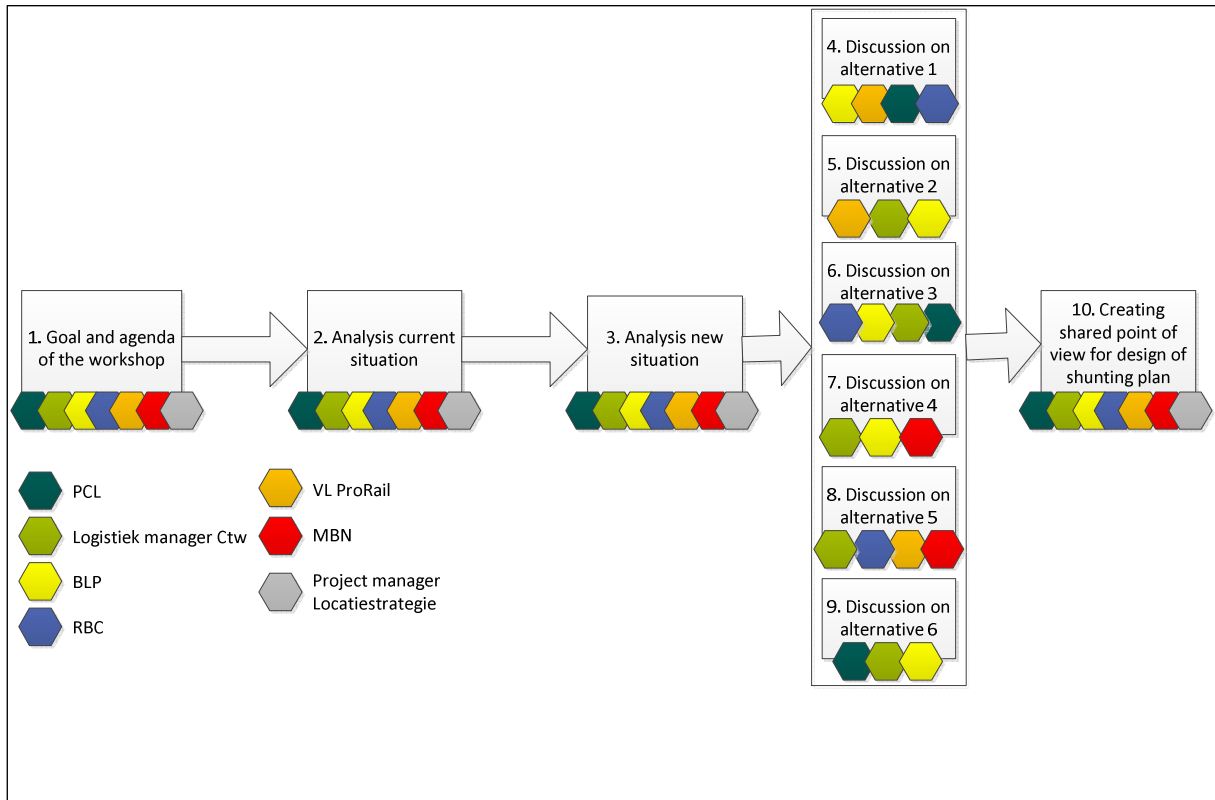 1. Goal and agenda
of the workshop
2. Analysis current
situation
3. Analysis new
situation
4. Discussion on
alternative 1
5. Discussion on
alternative 2
6. Discussion on
alternative 3
7. Discussion on
alternative 4
8. Discussion on
alternative 5
9. Discussion on
alternative 6
10. Creating
shared point of
view for design of
shunting plan
PCL
Logistiek manager Ctw
BLP
RBC
VL ProRail
MBN
Project manager
Locatiestrategie